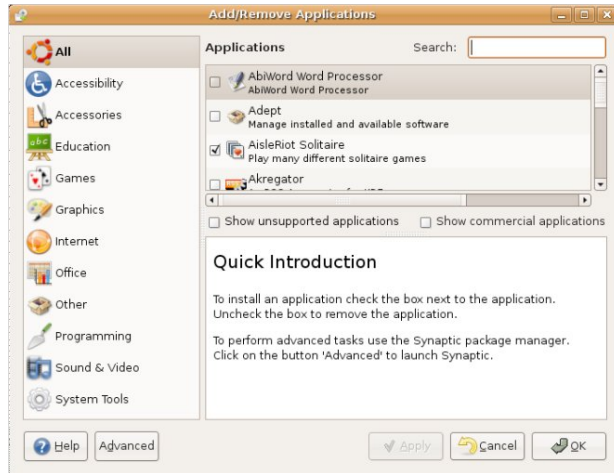 Add/Remove Applications
All
Accessibility
Accessories
abc
Education
Games
Graphics
Internet
Office
Other
Programming
Sound & Video
System Tools
Applications
Search:
AbiWord Word Processor
AbiWord Word Processor
Adept
Manage installed and available software
AisleRiot Solitaire
Play many different solitaire games
Akregator
Show unsupported applications
Show commercial applications
Quick Introduction
To install an application check the box next to the application.
Uncheck the box to remove the application.
To perform advanced tasks use the Synaptic package manager.
Click on the button 'Advanced' to launch Synaptic.
Help
Advanced
Apply
Cancel
OK